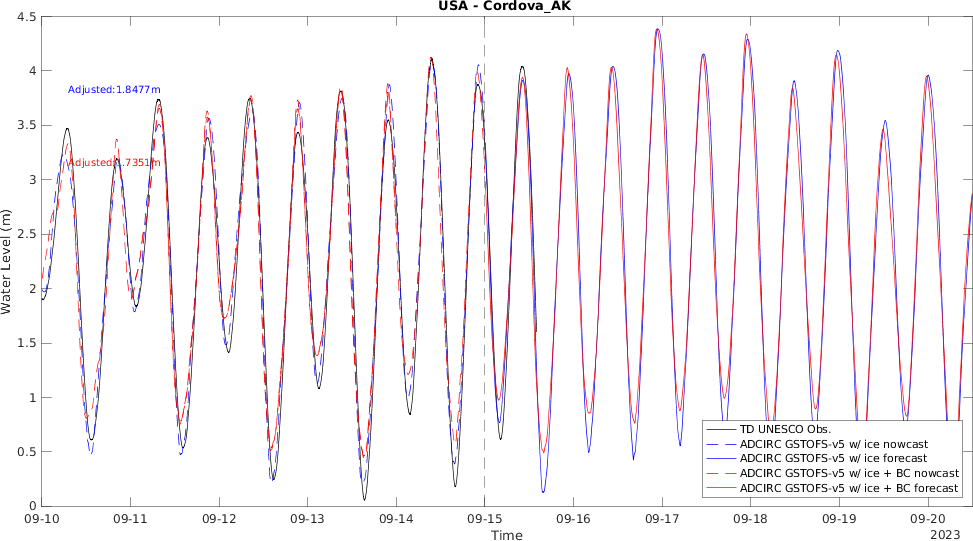 USA - Cordova_AK
4.5
4
3.5
3
2.5
2
1.5
1
0.5
0
Water Level (m)
Adjusted:1.8477m
Adjusted:1.7351m
TD UNESCO Obs.
ADCIRC GSTOFS-v5 w/ ice nowcast
ADCIRC GSTOFS-v5 w/ ice forecast
ADCIRC GSTOFS-v5 w/ ice + BC nowcast
ADCIRC GSTOFS-v5 w/ ice + BC forecast
09-10 09-11 09-12 09-13 09-14 09-15 09-16 09-17 09-18 09-19 09-20
Time
2023